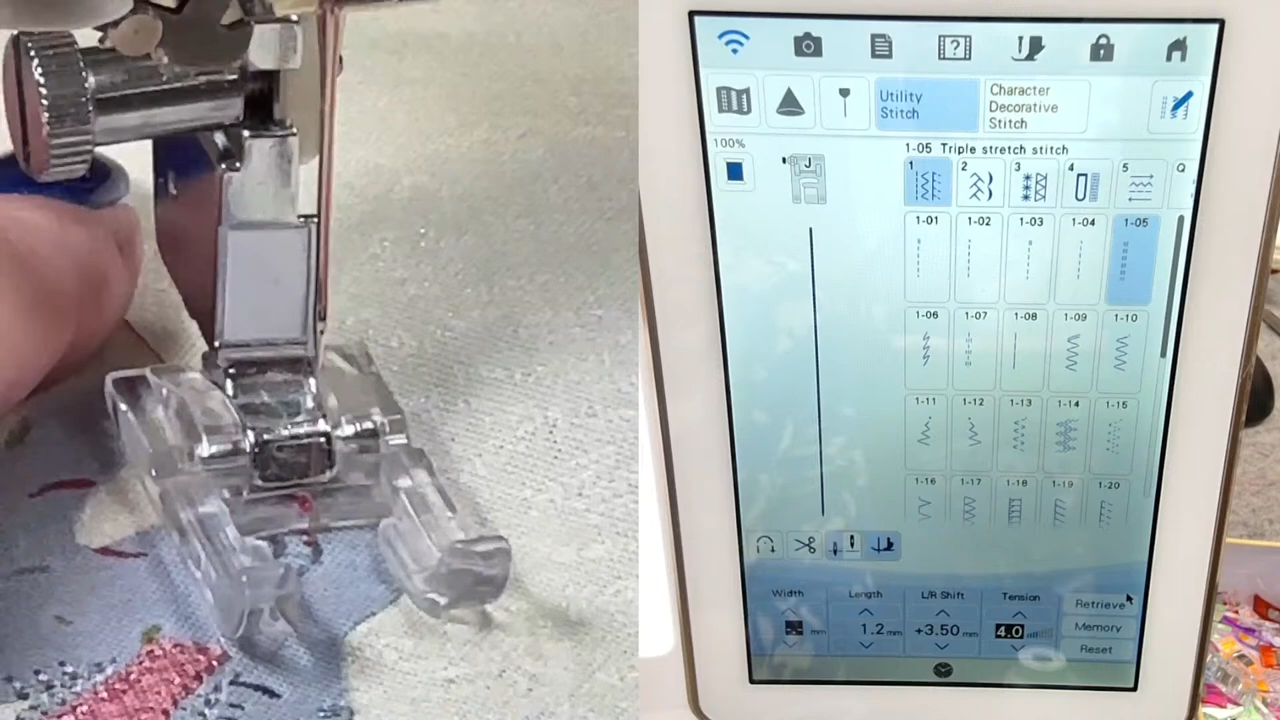 Utility
Stitch
Character
Decorative
Stitch
100%
1-05 Triple stretch stitch
J
1 2 3 4 5 Q
1-01 1-02 1-03 1-04 1-05
1-06 1-07 1-08 1-09 1-10
1-11 1-12 1-13 1-14 1-15
1-16 1-17 1-18 1-19 1-20
Width Length L/R Shift Tension
mm 1.2 mm +3.50 mm 4.0
Retrieve
Memory
Reset